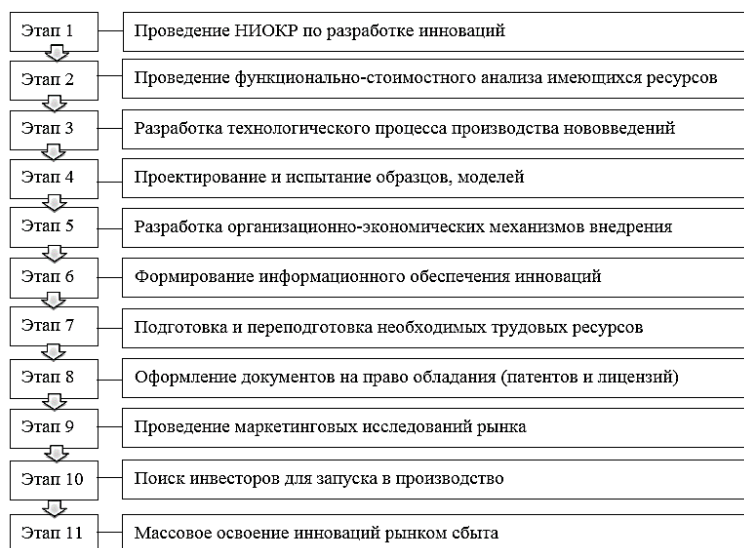 Этап 1 Проведение НИОКР по разработке инноваций
Этап 2 Проведение функционально-стоимостного анализа имеющихся ресурсов
Этап 3 Разработка технологического процесса производства нововведений
Этап 4 Проектирование и испытание образцов, моделей
Этап 5 Разработка организационно-экономических механизмов внедрения
Этап 6 Формирование информационного обеспечения инноваций
Этап 7 Подготовка и переподготовка необходимых трудовых ресурсов
Этап 8 Оформление документов на право обладания (патентов и лицензий)
Этап 9 Проведение маркетинговых исследований рынка
Этап 10 Поиск инвесторов для запуска в производство
Этап 11 Массовое освоение инноваций рынком сбыта